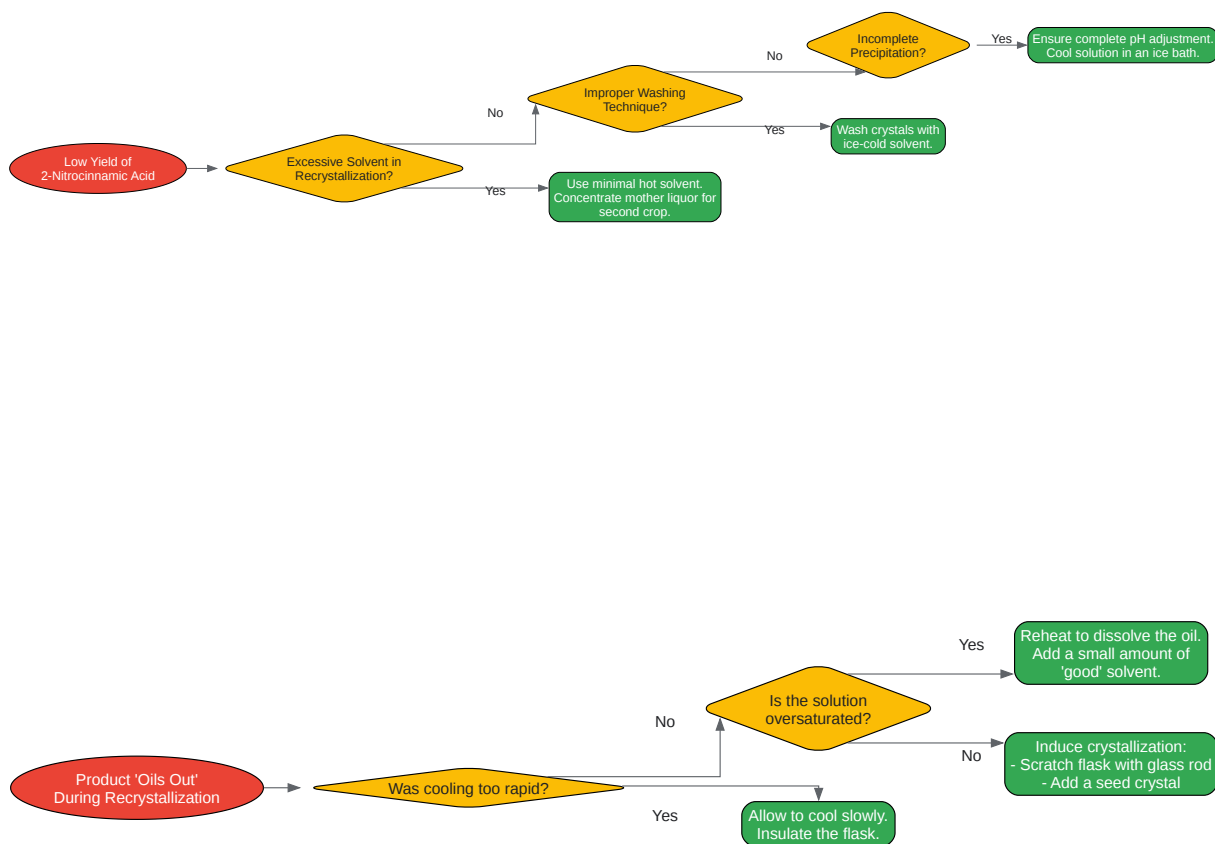 Incomplete
Precipitation?
Yes
Ensure complete pH adjustment.
Cool solution in an ice bath.
No
Improper Washing
Technique?
Yes
Wash crystals with
ice-cold solvent.
No
Low Yield of
2-Nitrocinnamic Acid
Excessive Solvent in
Recrystallization?
Yes
Use minimal hot solvent.
Concentrate mother liquor for
second crop.
Yes
Reheat to dissolve the oil.
Add a small amount of
'good' solvent.
Is the solution
oversaturated?
No
No
Induce crystallization:
- Scratch flask with glass rod
- Add a seed crystal
Product 'Oils Out'
During Recrystallization
Was cooling too rapid?
Yes
Allow to cool slowly.
Insulate the flask.